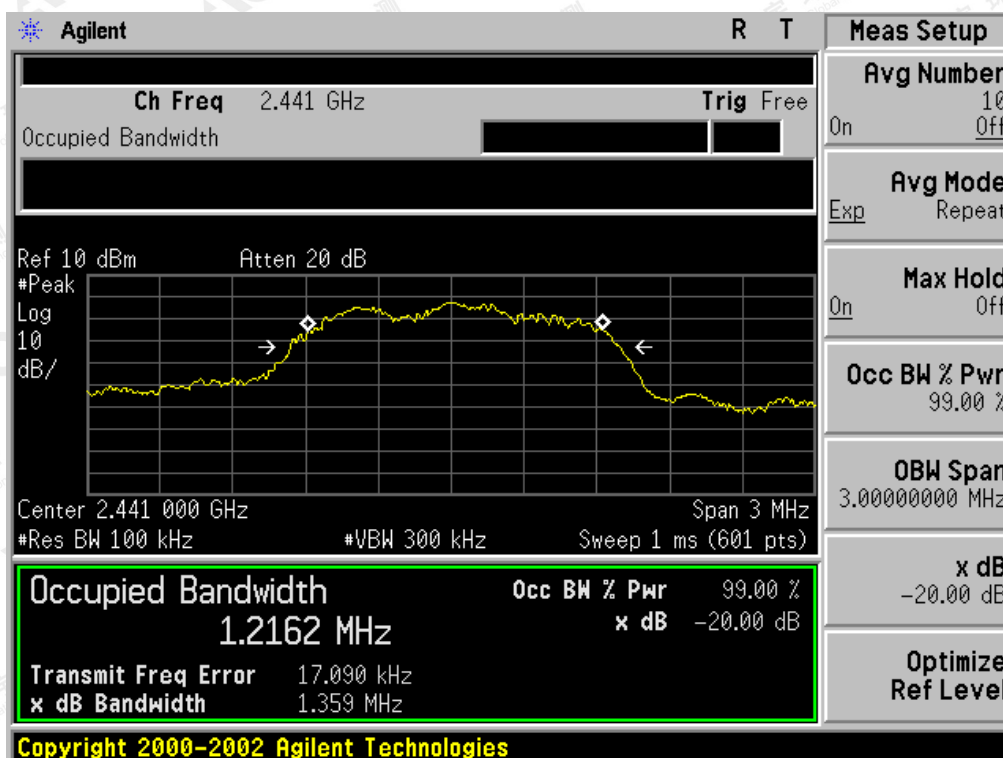 Agilent R T
Ch Freq 2.441 GHz Trig Free
Occupied Bandwidth
Ref 10 dBm Atten 20 dB
#Peak
Log
10
dB/
Center 2.441 000 GHz Span 3 MHz
#Res BW 100 kHz #VBW 300 kHz Sweep 1 ms (601 pts)
Occupied Bandwidth Occ BW % Pwr 99.00 %
1.2162 MHz x dB -20.00 dB
Transmit Freq Error 17.090 kHz
x dB Bandwidth 1.359 MHz
Copyright 2000-2002 Agilent Technologies
Meas Setup
Avg Number
10
On Off
Avg Mode
Exp Repeat
Max Hold
On Off
Occ BW % Pwr
99.00 %
OBW Span
3.00000000 MHz
x dB
-20.00 dB
Optimize
Ref Level